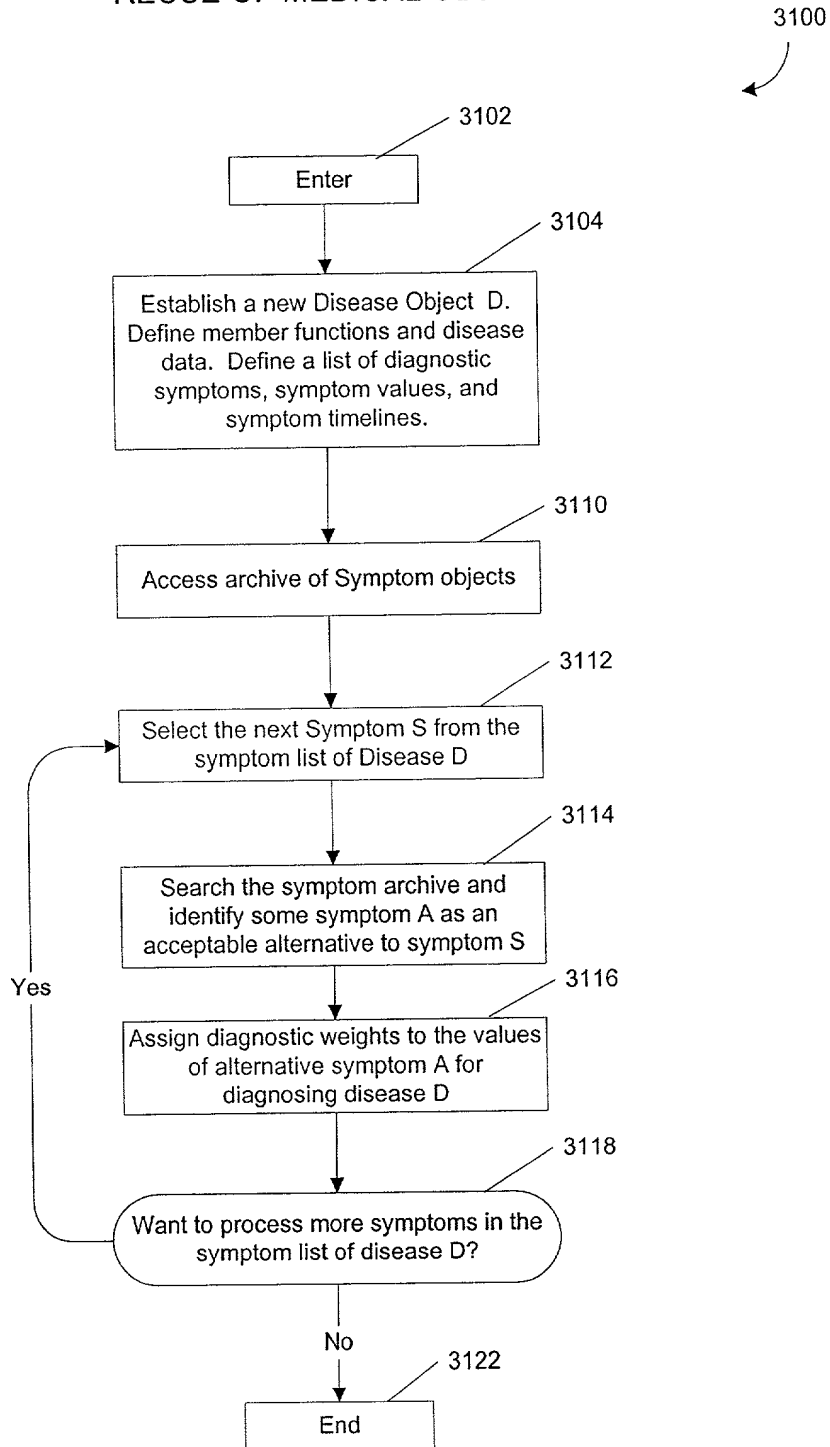 3100
3102
Enter
3104
Establish a new Disease Object D.
Define member functions and disease
data. Define a list of diagnostic
symptoms, symptom values, and
symptom timelines.
3110
Access archive of Symptom objects
3112
Select the next Symptom S from the
symptom list of Disease D
3114
Search the symptom archive and
identify some symptom A as an
acceptable alternative to symptom S
Yes
3116
Assign diagnostic weights to the values
of alternative symptom A for
diagnosing disease D
3118
Want to process more symptoms in the
symptom list of disease D?
No
3122
End